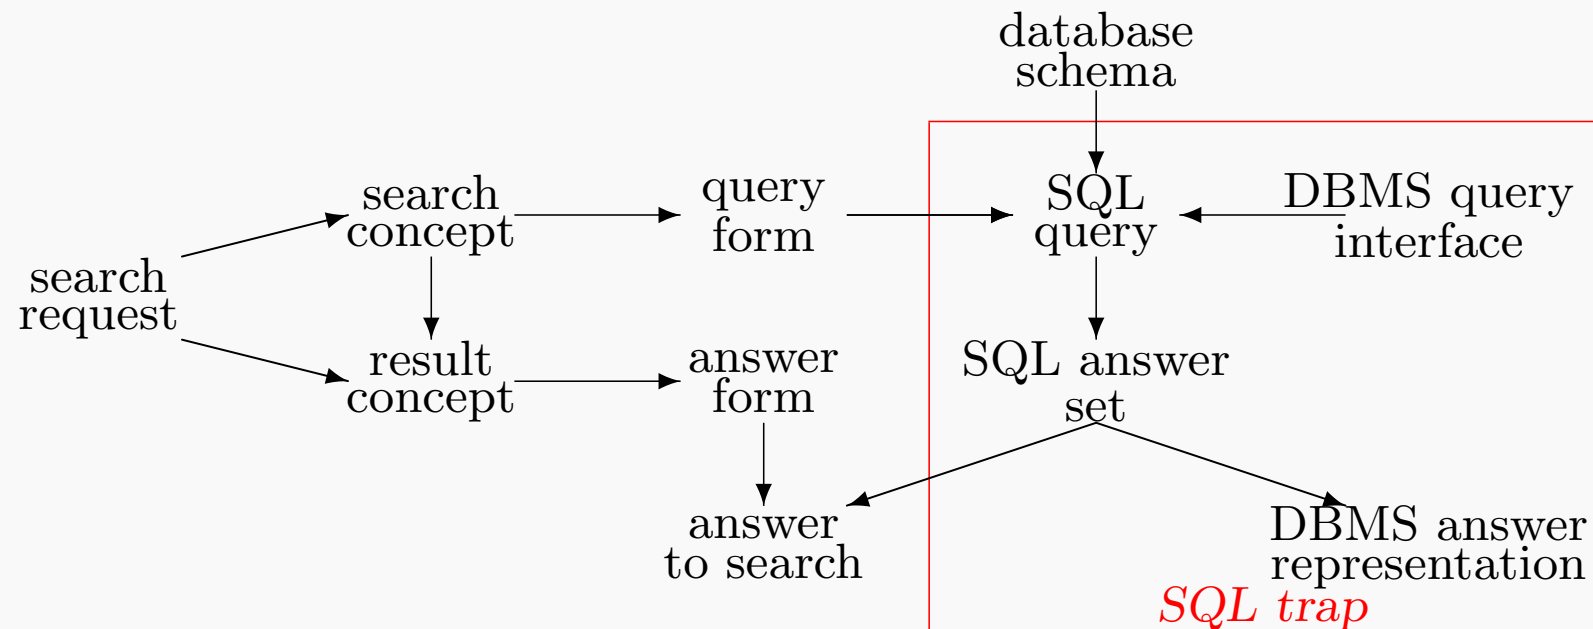 database
schema
search
concept
query
form
SQL
query
DBMS query
interface
search
request
result
concept
answer
form
SQL answer
set
answer
to search
DBMS answer
representation
SQL trap